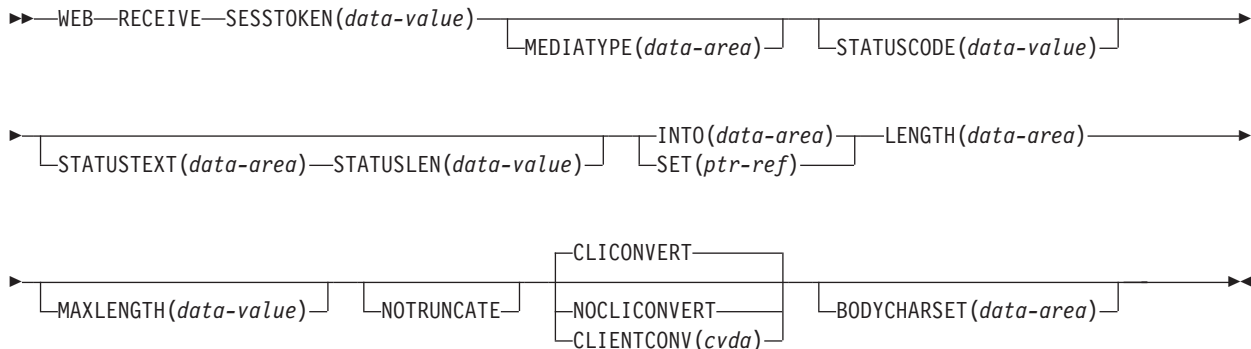 WEB RECEIVE SESSTOKEN(data-value)
MEDIATYPE(data-area) STATUSCODE(data-value)
INTO(data-area) LENGTH(data-area)
STATUSTEXT(data-area) STATUSLEN(data-value) SET(ptr-ref)
CLICONVERT
MAXLENGTH(data-value) NOTRUNCATE NOCLICONVERT BODYCHARSET(data-area)
CLIENTCONV(cvda)